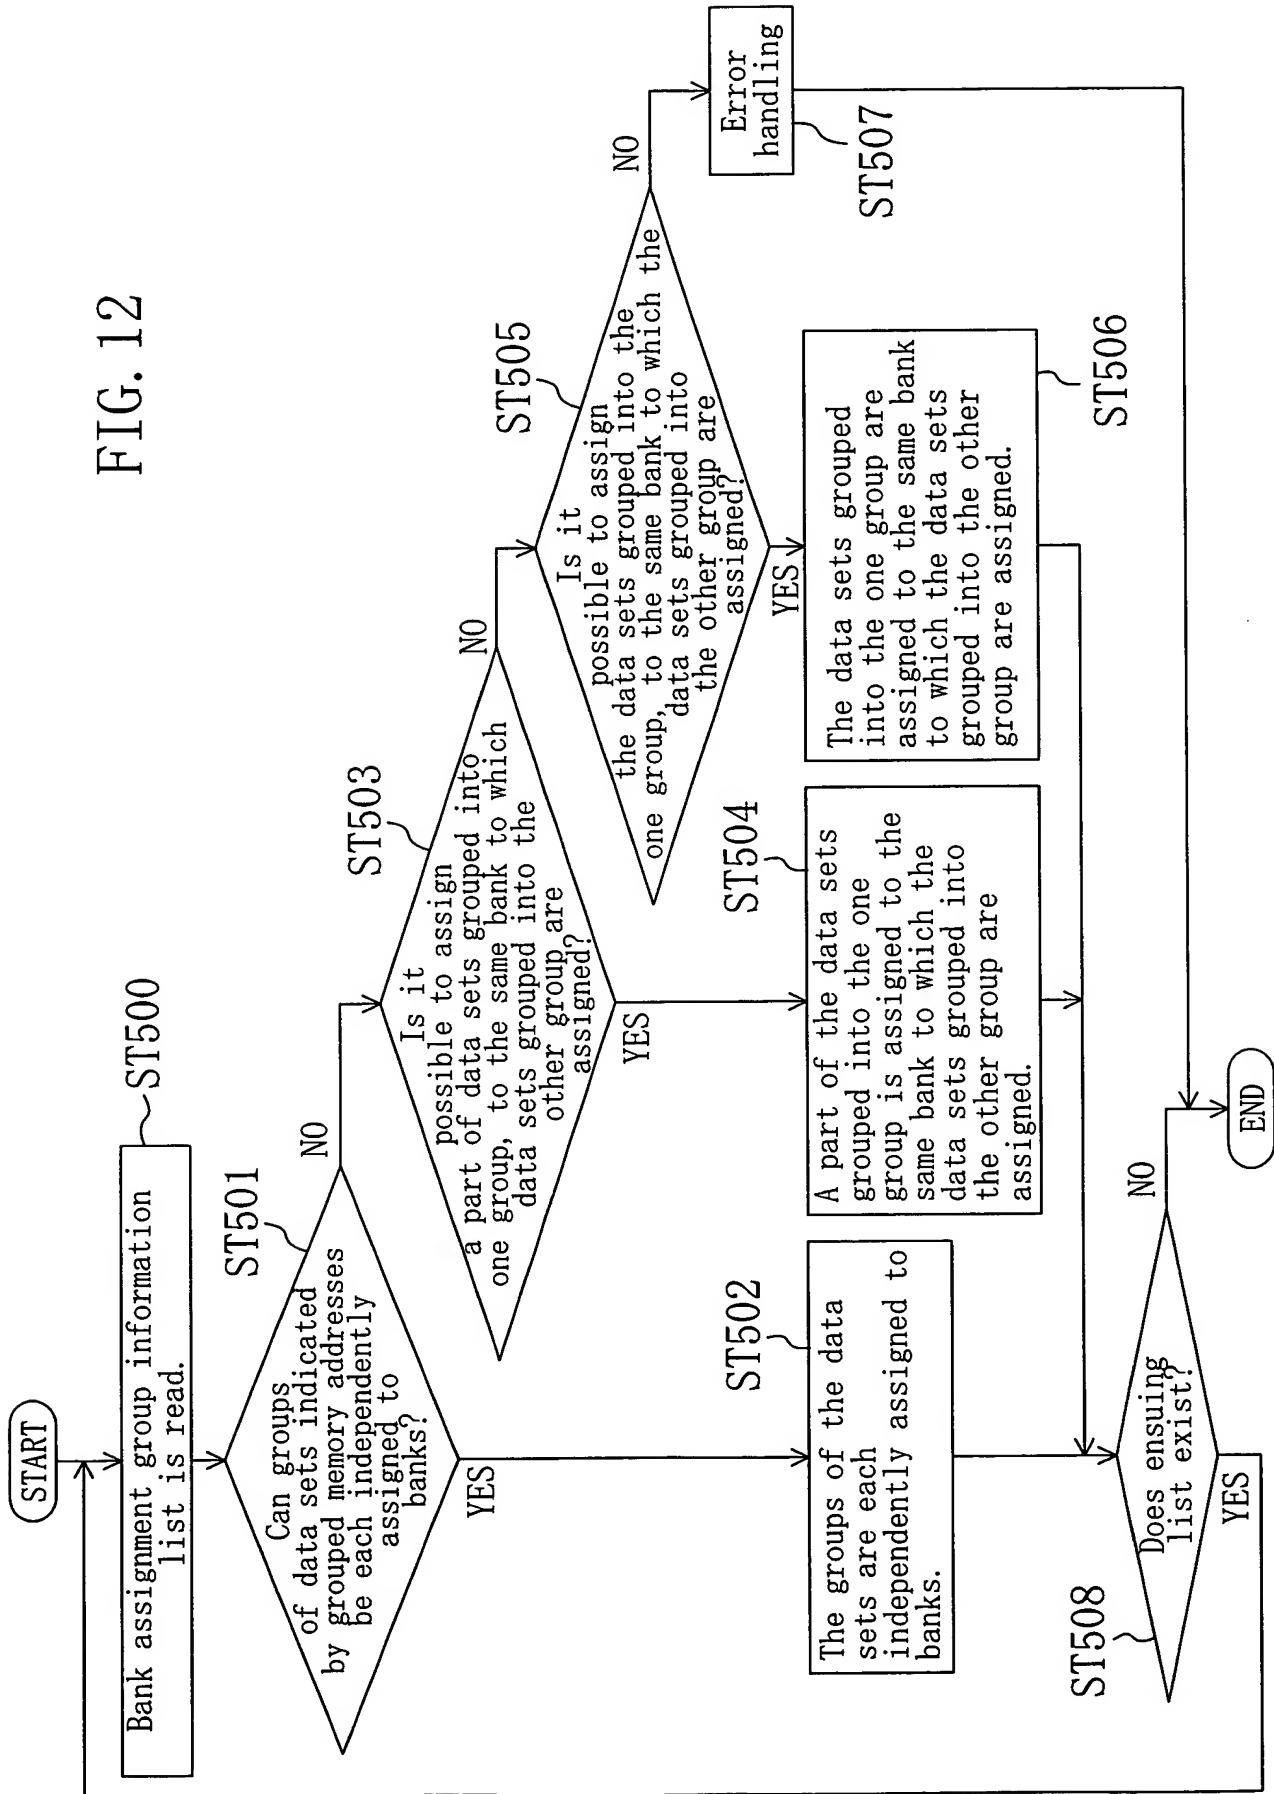 FIG. 12
START
Bank assignment group information
list is read.
ST500
Can groups
of data sets indicated
by grouped memory addresses
be each independently
assigned to
banks?
ST501
NO
YES
The groups of the data
sets are each
independently assigned to
banks.
ST502
Is it
possible to assign
a part of data sets grouped into
one group, to the same bank to which
data sets grouped into the
other group are
assigned?
ST503
NO
YES
A part of the data sets
grouped into the one
group is assigned to the
same bank to which the
data sets grouped into
the other group are
assigned.
ST504
Is it
possible to assign
the data sets grouped into the
one group, to the same bank to which the
data sets grouped into
the other group are
assigned?
ST505
NO
YES
The data sets grouped
into the one group are
assigned to the same bank
to which the data sets
grouped into the other
group are assigned.
ST506
Error
handling
ST507
Does ensuing
list exist?
ST508
NO
YES
END